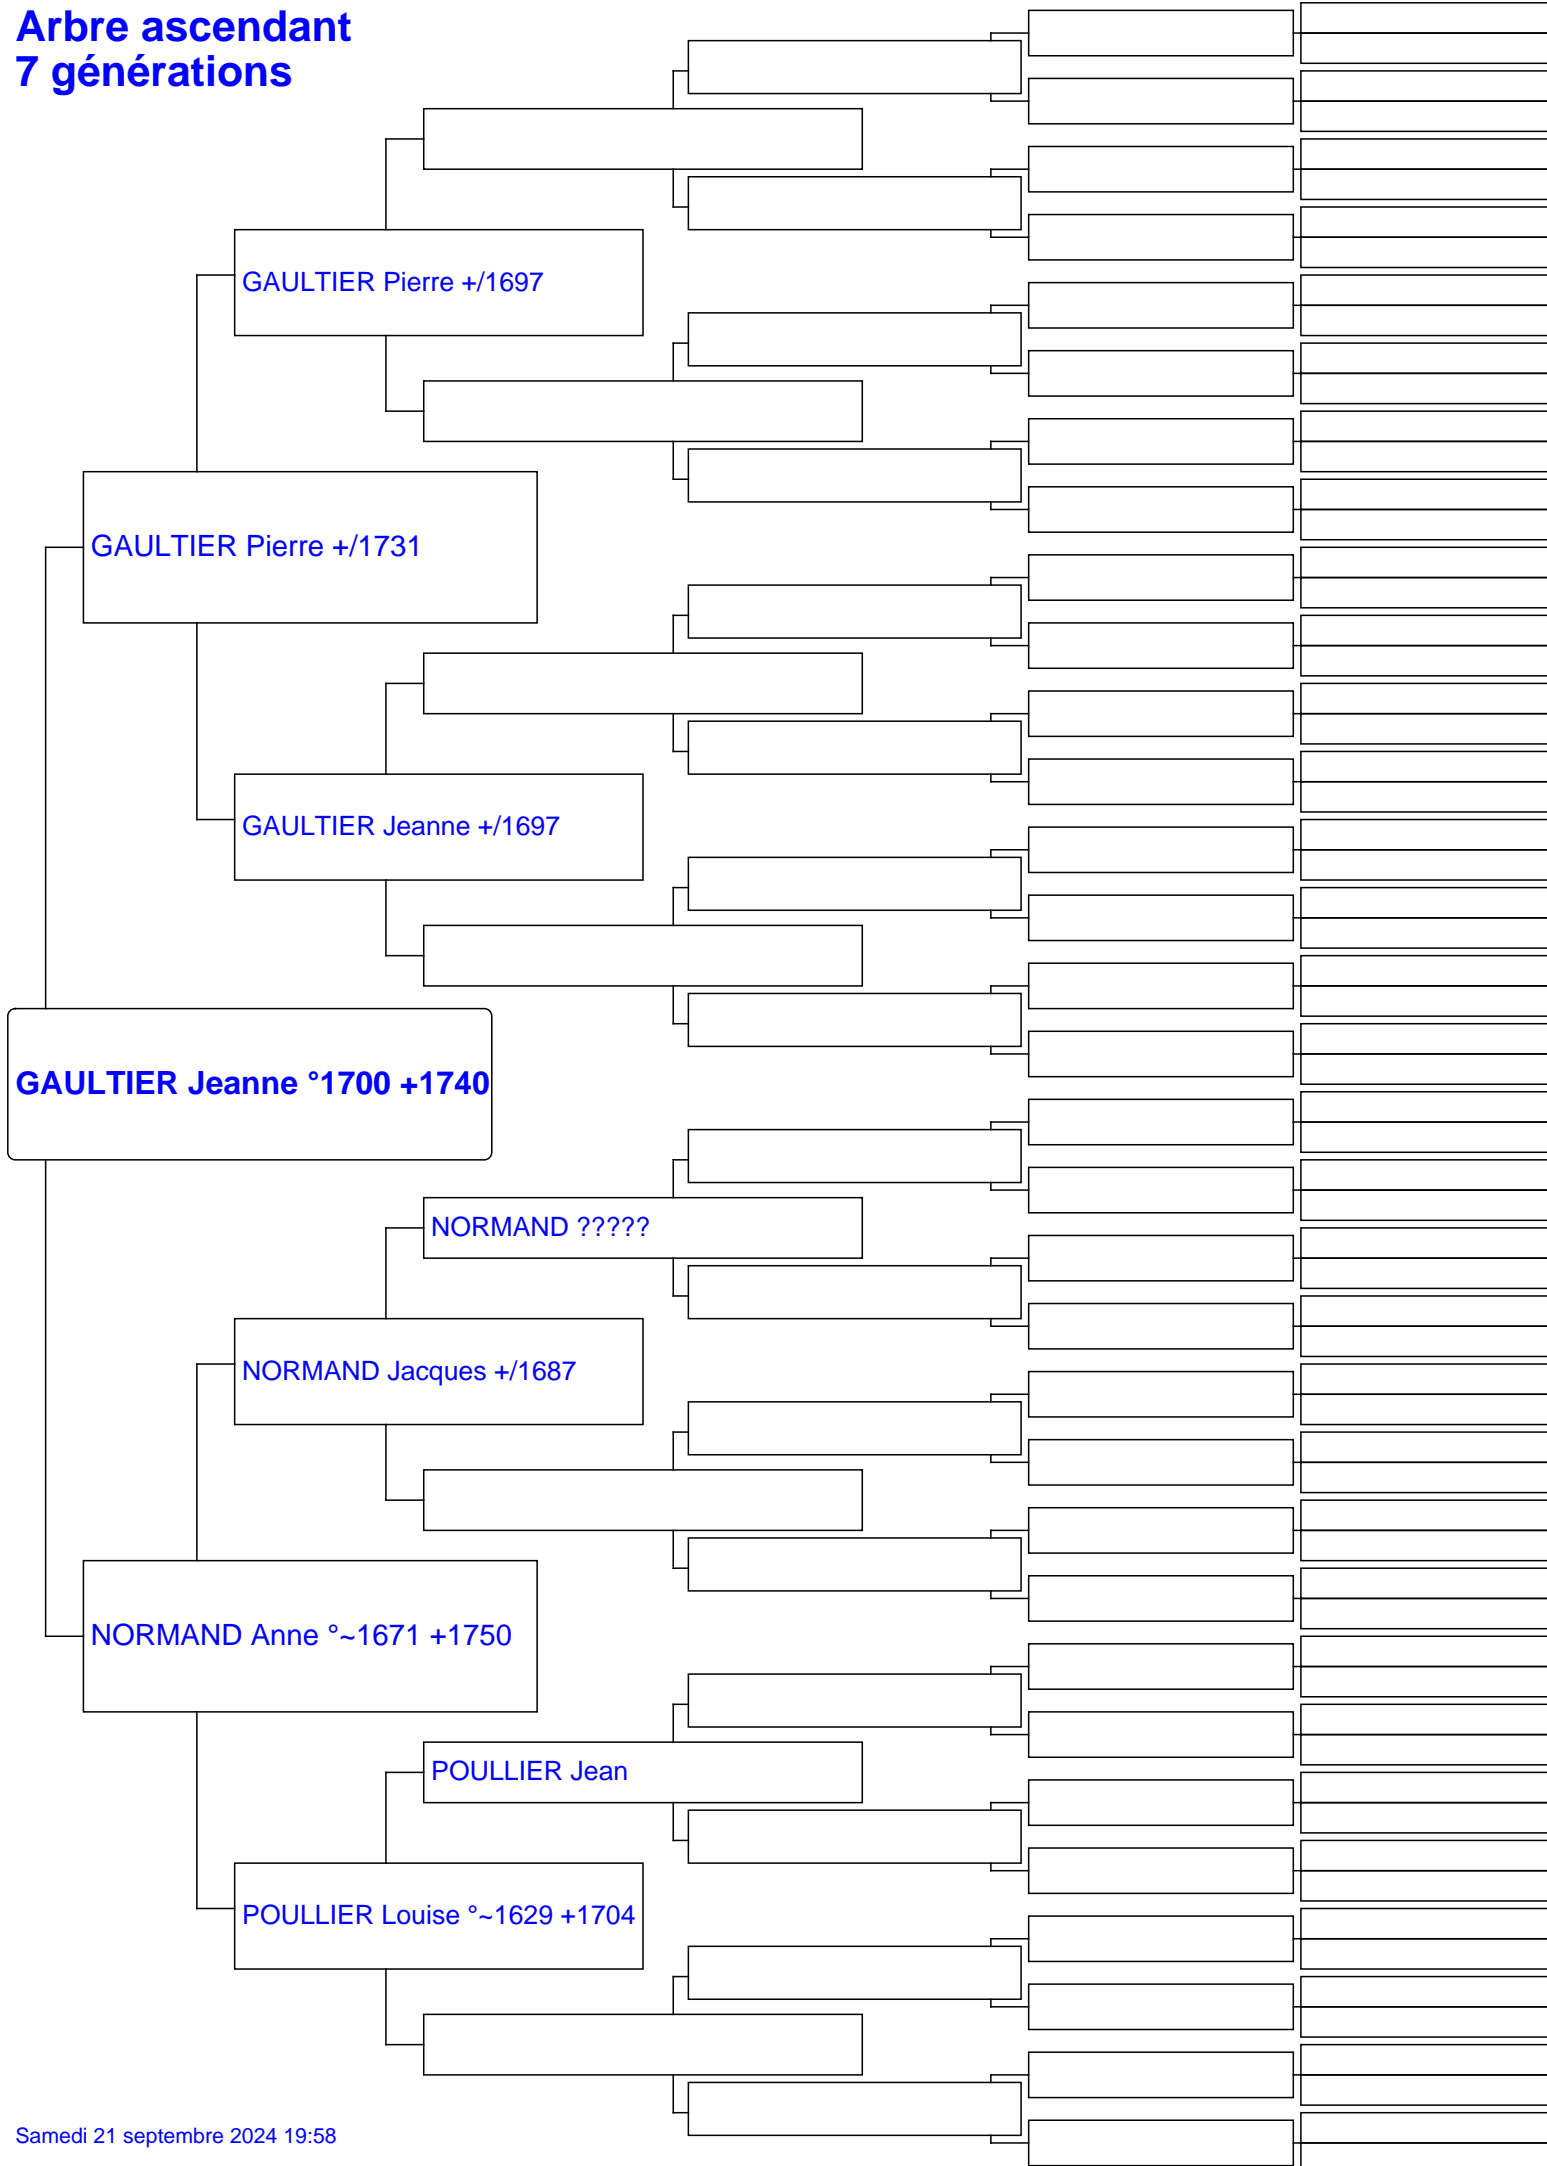 Arbre ascendant
7 générations
GAULTIER Pierre +/1697
GAULTIER Pierre +/1731
GAULTIER Jeanne +/1697
GAULTIER Jeanne °1700 +1740
NORMAND ?????
NORMAND Jacques +/1687
NORMAND Anne °~1671 +1750
POULLIER Jean
POULLIER Louise °~1629 +1704
Samedi 21 septembre 2024 19:58